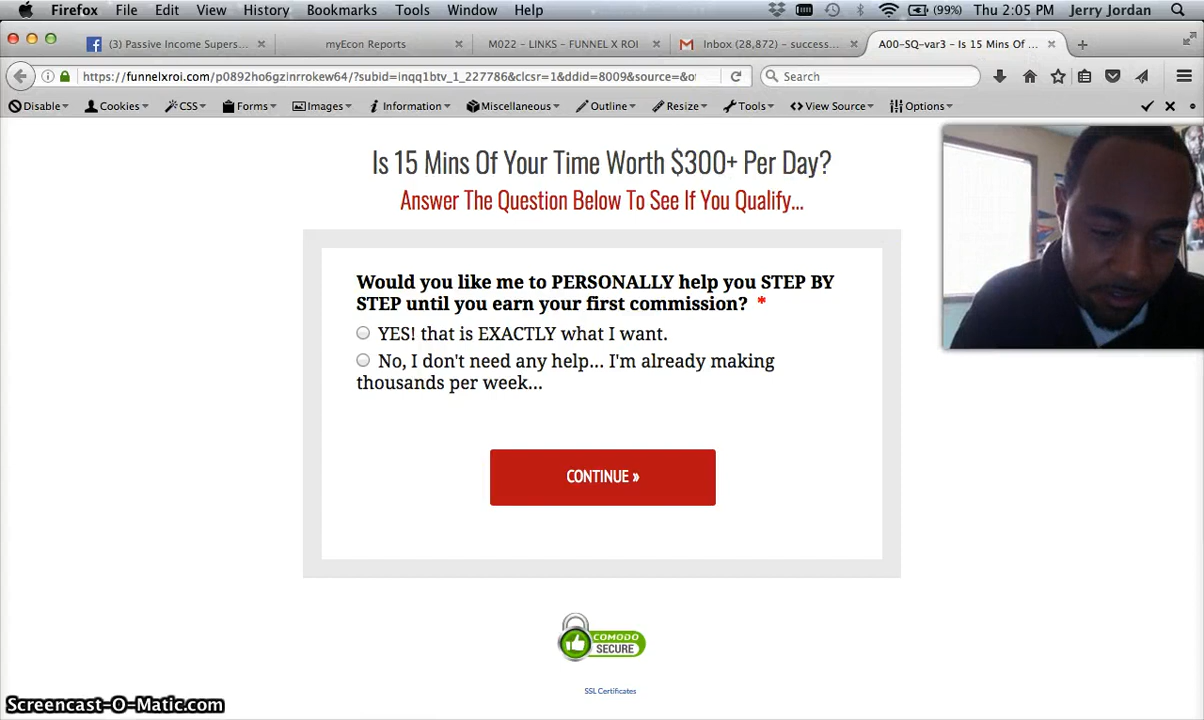 Firefox File Edit View History Bookmarks Tools Window Help (99%) Thu 2:05 PM Jerry Jordan
(3) Passive Income Supers... myEcon Reports M022 - LINKS - FUNNEL X ROI Inbox (28,872) – success... A00-SQ-var3 - Is 15 Mins Of ...
https://funnelxroi.com/p0892ho6gzinrrokew64/?subid=inqq1btv_1_227786&clcsr=1&ddid=8009&source=&o Search
Disable Cookies CSS Forms Images Information Miscellaneous Outline Resize Tools View Source Options
Is 15 Mins Of Your Time Worth $300+ Per Day?
Answer The Question Below To See If You Qualify...
Would you like me to PERSONALLY help you STEP BY
STEP until you earn your first commission? *
YES! that is EXACTLY what I want.
No, I don't need any help... I'm already making
thousands per week...
CONTINUE »
COMODO
SECURE
SSL Certificates
Screencast-O-Matic.com